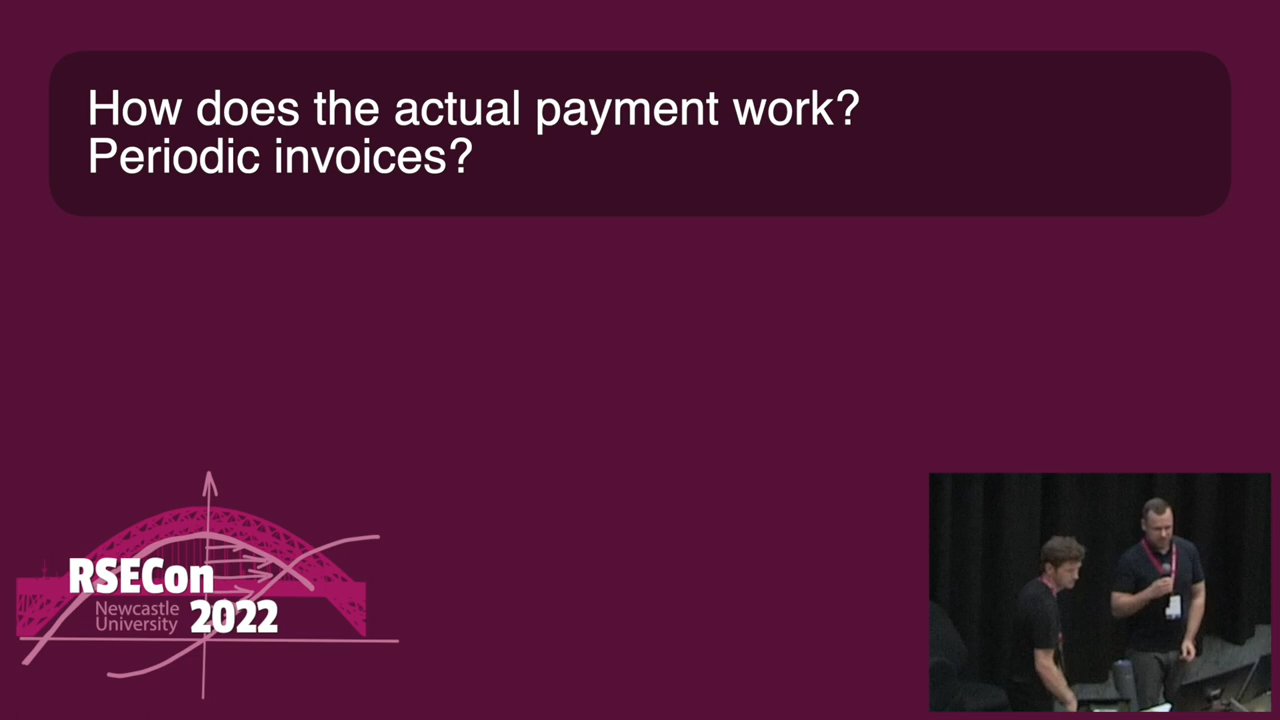 How does the actual payment work?
Periodic invoices?
RSECon
Newcastle
University 2022